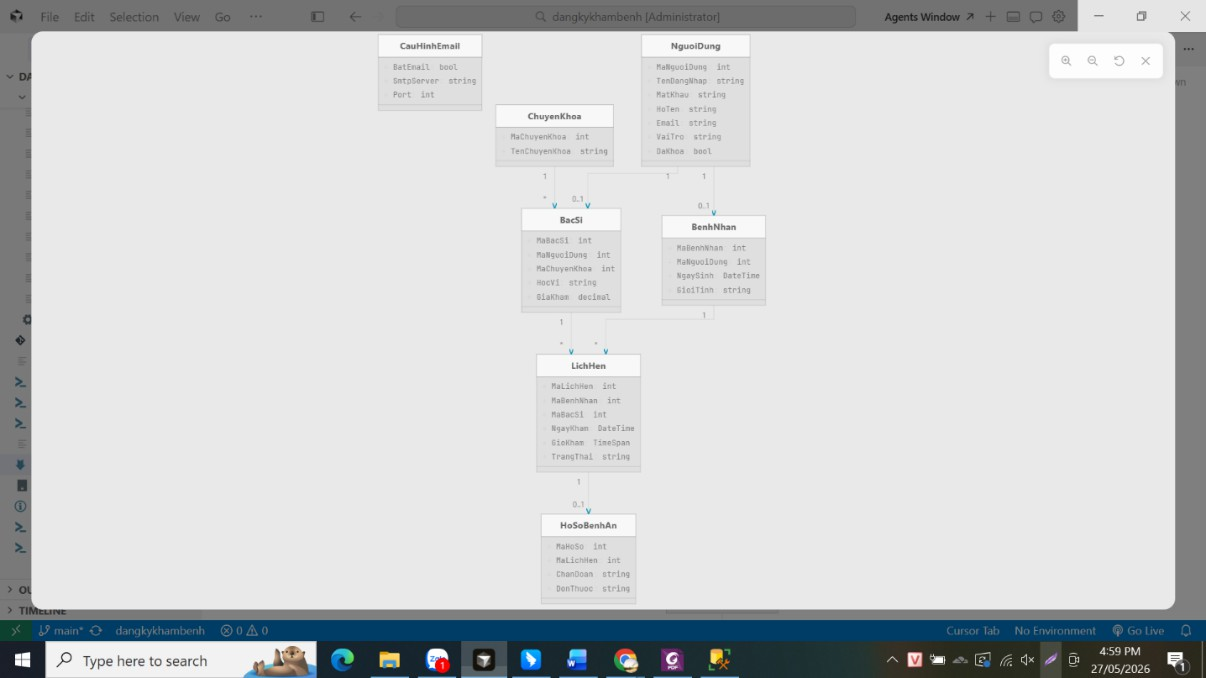 File Edit Selection View Go ··· dangkykhambenh [Administrator] Agents Window
CauHinhEmail
BatEmail bool
SmtpServer string
Port int
NguoiDung
MaNguoiDung int
TenDangNhap string
MatKhau string
HoTen string
Email string
VaiTro string
DaKhoa bool
ChuyenKhoa
MaChuyenKhoa int
TenChuyenKhoa string
1 1 1
* 0..1 0..1
BacSi
MaBacSi int
MaNguoiDung int
MaChuyenKhoa int
HocVi string
GiaKham decimal
BenhNhan
MaBenhNhan int
MaNguoiDung int
NgaySinh DateTime
GioiTinh string
1 1
* *
LichHen
MaLichHen int
MaBenhNhan int
MaBacSi int
NgayKham DateTime
GioKham TimeSpan
TrangThai string
1
0..1
HoSoBenhAn
MaHoSo int
MaLichHen int
ChanDoan string
DonThuoc string
DA
OU
TIMELINE
main* dangkykhambenh 0 0 Cursor Tab No Environment Go Live
Type here to search
4:59 PM
27/05/2026